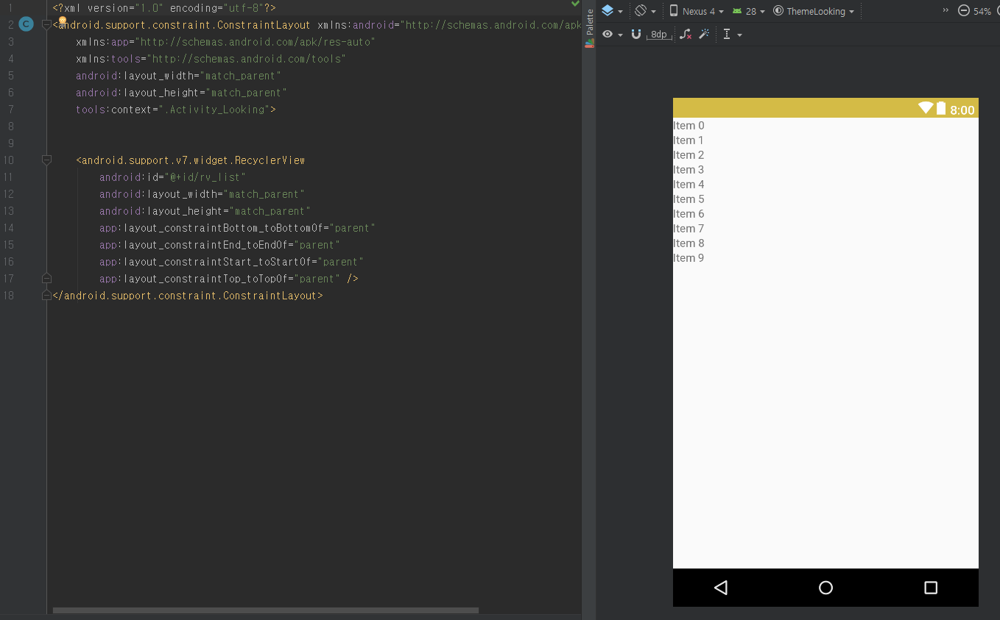 1 <?xml version="1.0" encoding="utf-8"?>
2 <android.support.constraint.ConstraintLayout xmlns:android="http://schemas.android.com/apk
3 xmlns:app="http://schemas.android.com/apk/res-auto"
4 xmlns:tools="http://schemas.android.com/tools"
5 android:layout_width="match_parent"
6 android:layout_height="match_parent"
7 tools:context=".Activity_Looking">
8
9
10 <android.support.v7.widget.RecyclerView
11 android:id="@+id/rv_list"
12 android:layout_width="match_parent"
13 android:layout_height="match_parent"
14 app:layout_constraintBottom_toBottomOf="parent"
15 app:layout_constraintEnd_toEndOf="parent"
16 app:layout_constraintStart_toStartOf="parent"
17 app:layout_constraintTop_toTopOf="parent" />
18 </android.support.constraint.ConstraintLayout>
C
Palette
Nexus 4 28 ThemeLooking » 54%
8dp
8:00
Item 0
Item 1
Item 2
Item 3
Item 4
Item 5
Item 6
Item 7
Item 8
Item 9